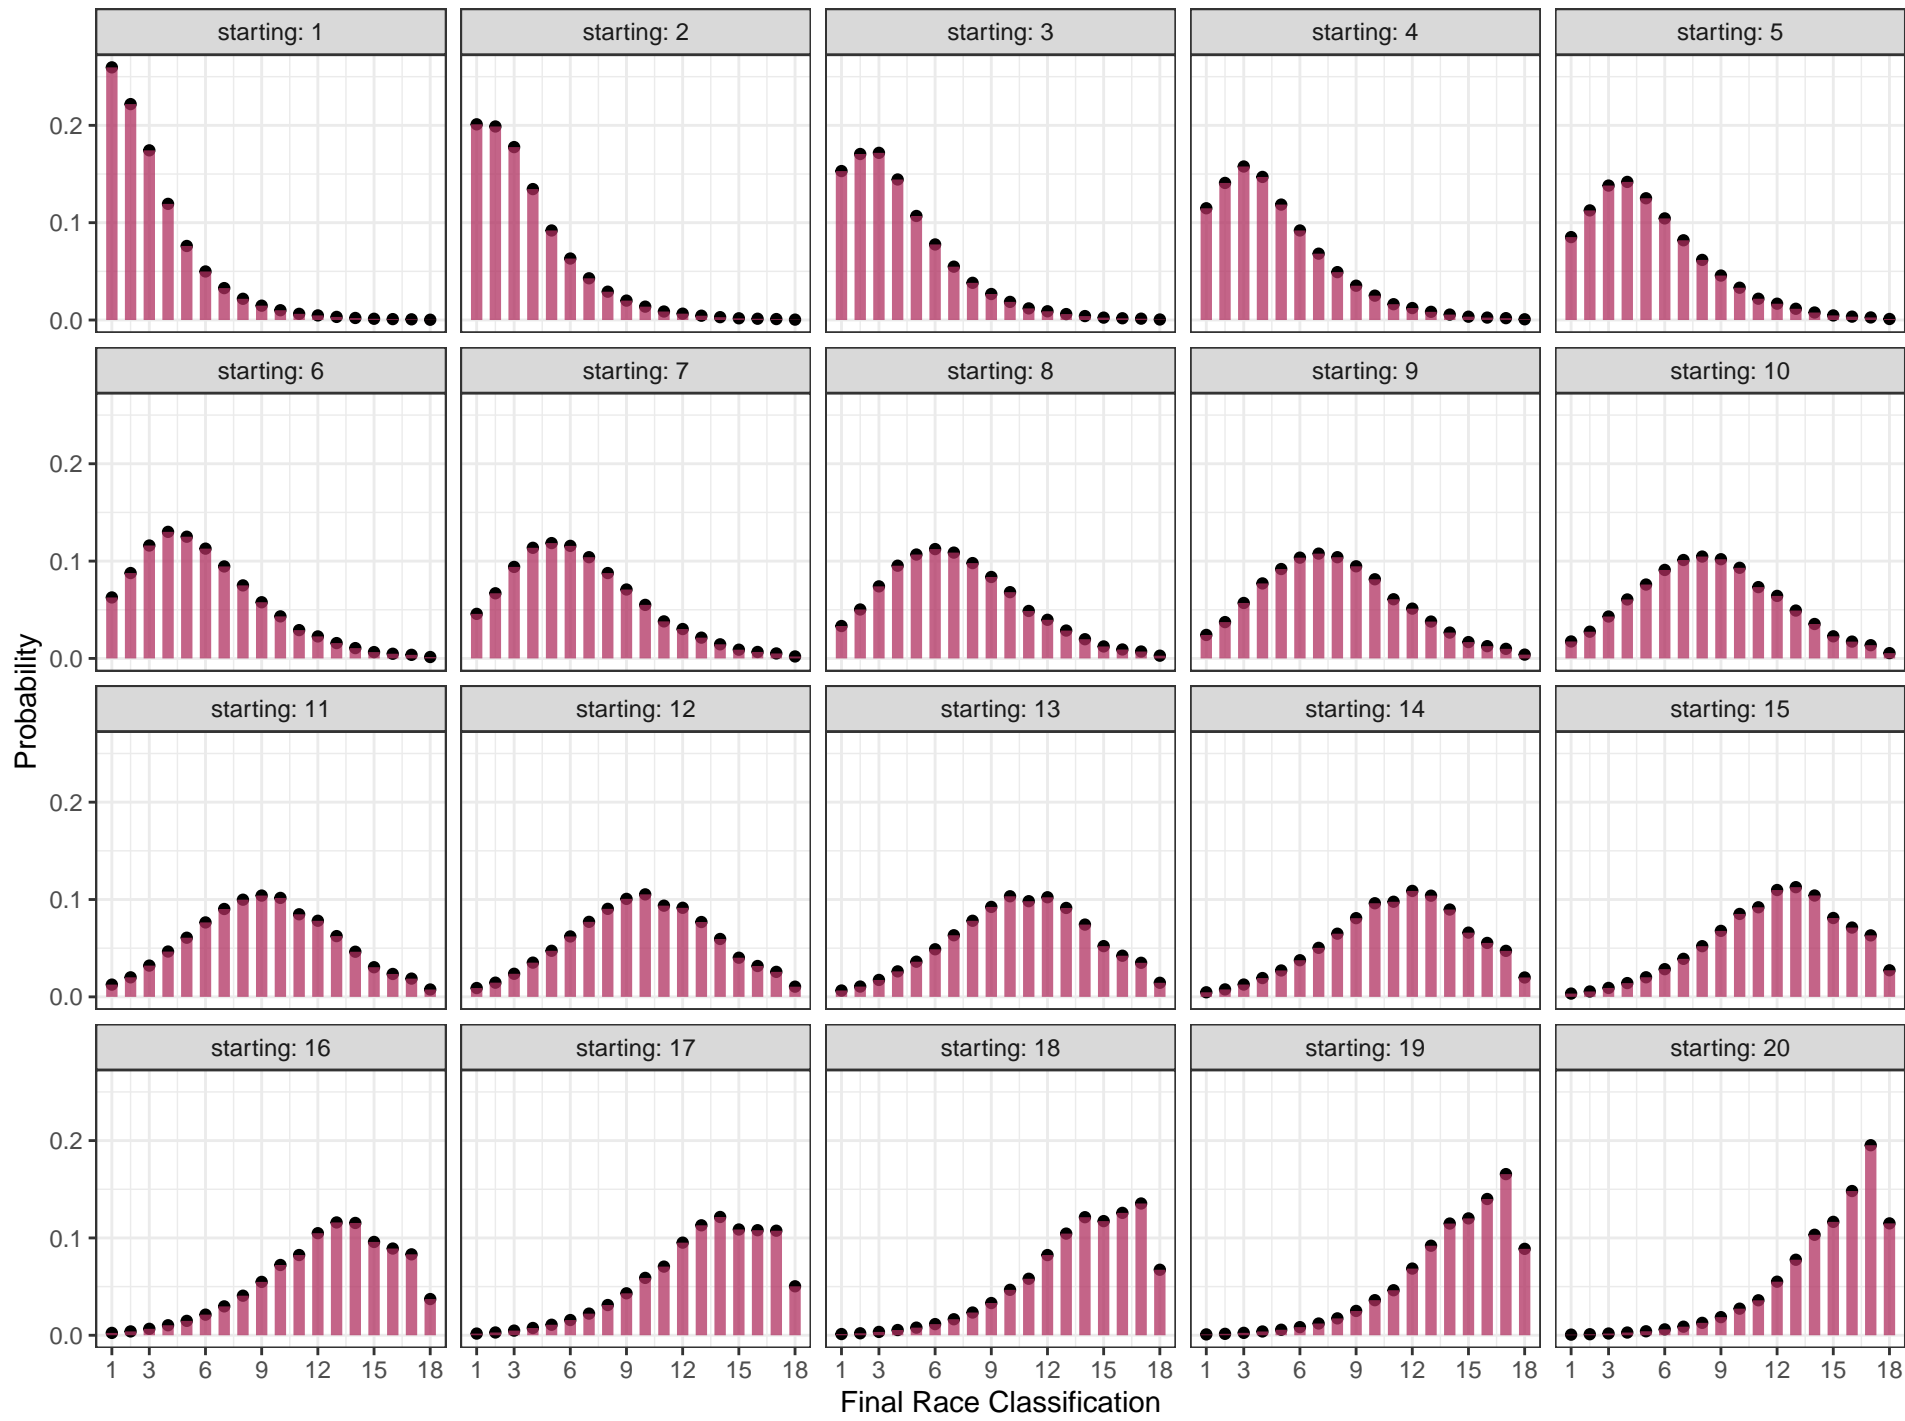 starting: 1 starting: 2 starting: 3 starting: 4 starting: 5
0.2
0.1
0.0
starting: 6 starting: 7 starting: 8 starting: 9 starting: 10
0.2
0.1
0.0
Probability
starting: 11 starting: 12 starting: 13 starting: 14 starting: 15
0.2
0.1
0.0
starting: 16 starting: 17 starting: 18 starting: 19 starting: 20
0.2
0.1
0.0
1 3 6 9 12 15 18 1 3 6 9 12 15 18 1 3 6 9 12 15 18 1 3 6 9 12 15 18 1 3 6 9 12 15 18
Final Race Classification